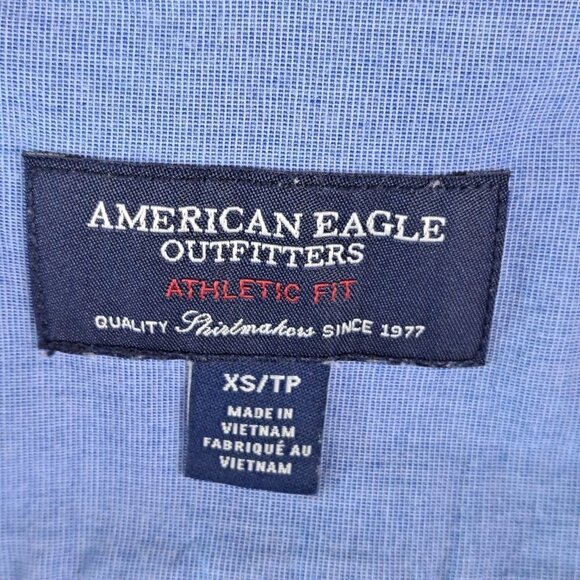 AMERICAN EAGLE
OUTFITTERS
ATHLETIC FIT
QUALITY Shirtmakers SINCE 1977
XS/TP
MADE IN
VIETNAM
FABRIQUÉ AU
VIETNAM